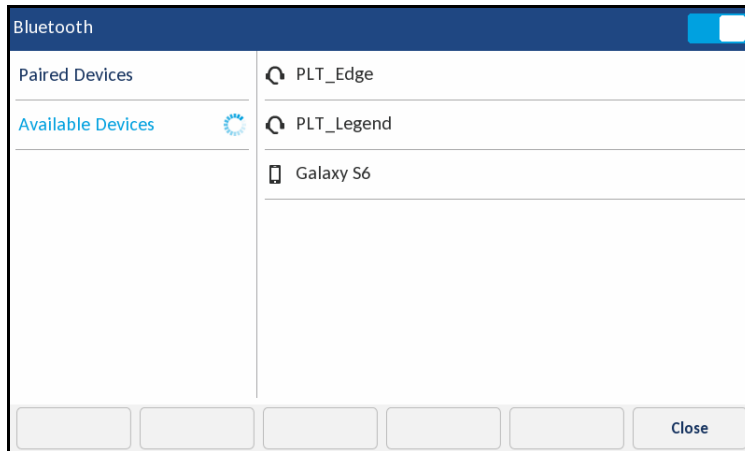 Bluetooth
Paired Devices
Available Devices
PLT_Edge
PLT_Legend
Galaxy S6
Close